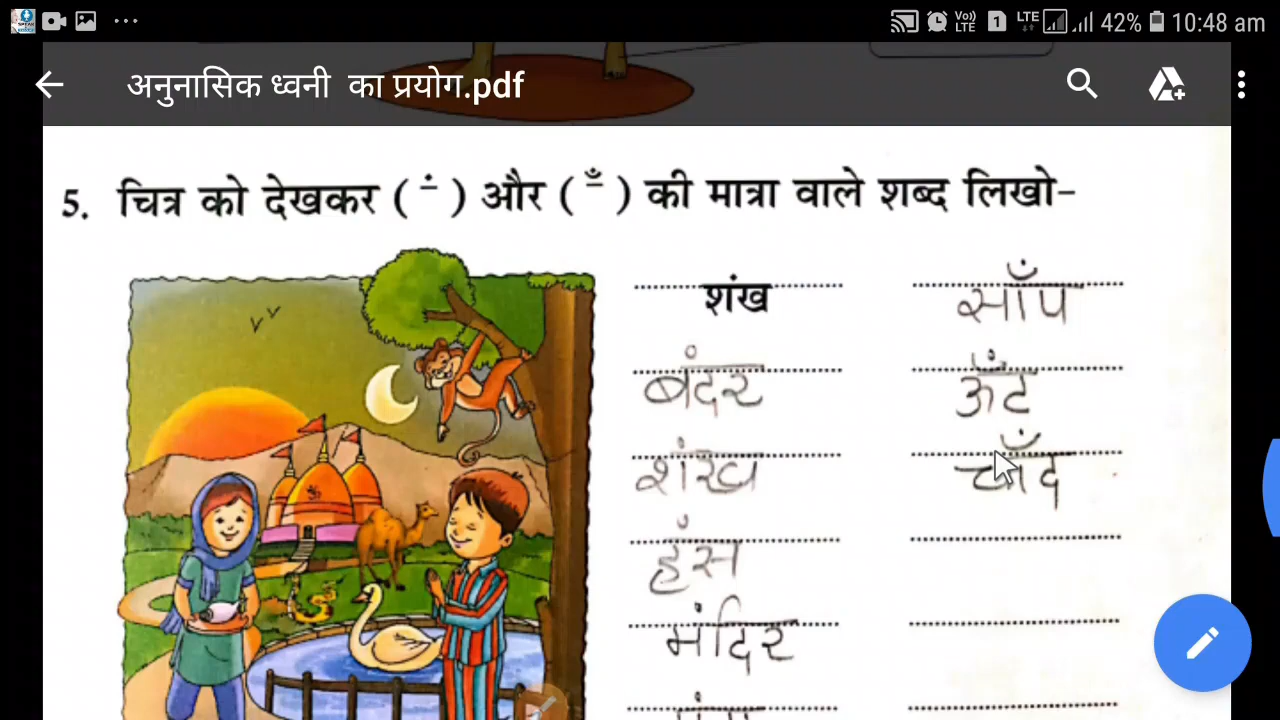 42% 10:48 am
अनुनासिक ध्वनी का प्रयोग.pdf
5. चित्र को देखकर ( ं ) और ( ँ ) की मात्रा वाले शब्द लिखो-
शंख साँप
बंदर ऊँट
शंख चाँद
हंस
मंदिर